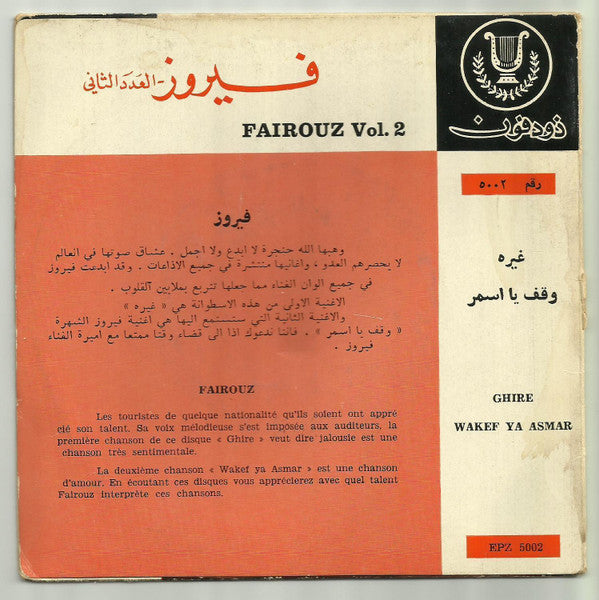 فيروز - العدد الثاني
FAIROUZ Vol. 2
زودفون
رقم ٥٠٠٢
غيره
وقف يا اسمر
GHIRE
WAKEF YA ASMAR
EPZ 5002
فيروز
وهبها الله حنجرة لا ابدع ولا اجمل . عشاق صوتها في العالم
لا يحصرهم العدو ، واغانيها منتشرة في جميع الاذاعات . وقد ابدعت فيروز
في جميع الوان الغناء مما جعلها تتربع بملايين القلوب .
الاغنية الاولى من هذه الاسطوانة هي « غيره »
والاغنية الثانية التي سنستمع اليها هي اغنية فيروز الشهرة
« وقف يا اسمر » . فاننا ندعوك اذا الى قضاء وقتا ممتعا مع اميرة الغناء
فيروز .
FAIROUZ
Les touristes de quelque nationalité qu'ils soient ont appré
cié son talent. Sa voix mélodieuse s'est imposée aux auditeurs, la
première chanson de ce disque « Ghire » veut dire jalousie est une
chanson très sentimentale.
La deuxième chanson « Wakef ya Asmar » est une chanson
d'amour. En écoutant ces disques vous apprécierez avec quel talent
Fairouz interprète ces chansons.